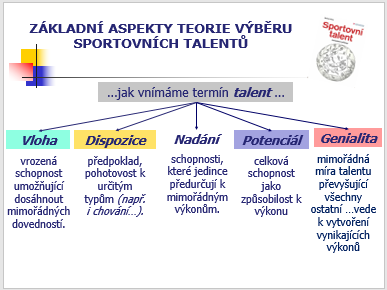 ZÁKLADNÍ ASPEKTY TEORIE VÝBĚRU
SPORTOVNÍCH TALENTŮ
Sportovní
talent
...jak vnímáme termín talent ...
Vloha
vrozená
schopnost
umožňující
dosáhnout
mimořádných
dovedností.
Dispozice
předpoklad,
pohotovost k
určitým
typům (např.
i chování...).
Nadání
schopnosti,
které jedince
předurčují k
mimořádným
výkonům.
Potenciál
celková
schopnost
jako
způsobilost k
výkonu
Genialita
mimořádná
míra talentu
převyšující
všechny
ostatní ...vede
k vytvoření
vynikajících
výkonů